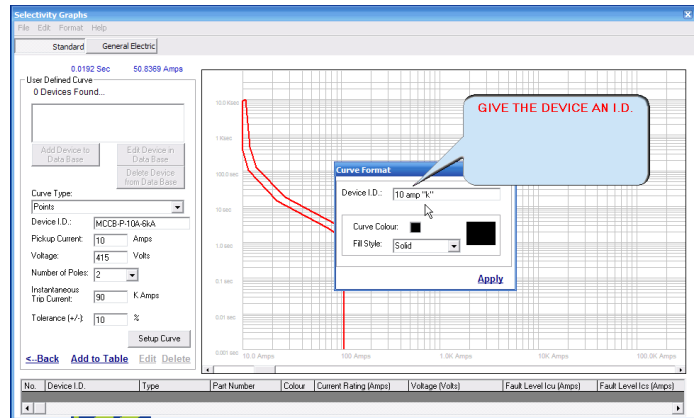 Selectivity Graphs
File Edit Format Help
Standard General Electric
0.0192 Sec 50.8369 Amps
User Defined Curve
0 Devices Found...
Add Device to Data Base
Edit Device in Data Base
Delete Device from Data Base
Curve Type:
Points
Device I.D.: MCCB-P-10A-6kA
Pickup Current: 10 Amps
Voltage: 415 Volts
Number of Poles: 2
Instantaneous Trip Current: 90 K Amps
Tolerance (+/-): 10 %
Setup Curve
<--Back Add to Table Edit Delete
10.0 Ksec
1 Ksec
100.0 sec
10 sec
1.0 sec
0.1 sec
0.01 sec
0.001 sec
10.0 Amps 100 Amps 1.0K Amps 10K Amps 100.0K Amps
GIVE THE DEVICE AN I.D.
Curve Format
Device I.D.: 10 amp "k"
Curve Colour:
Fill Style: Solid
Apply
No. Device I.D. Type Part Number Colour Current Rating (Amps) Voltage (Volts) Fault Level Icu (Amps) Fault Level Ics (Amps)